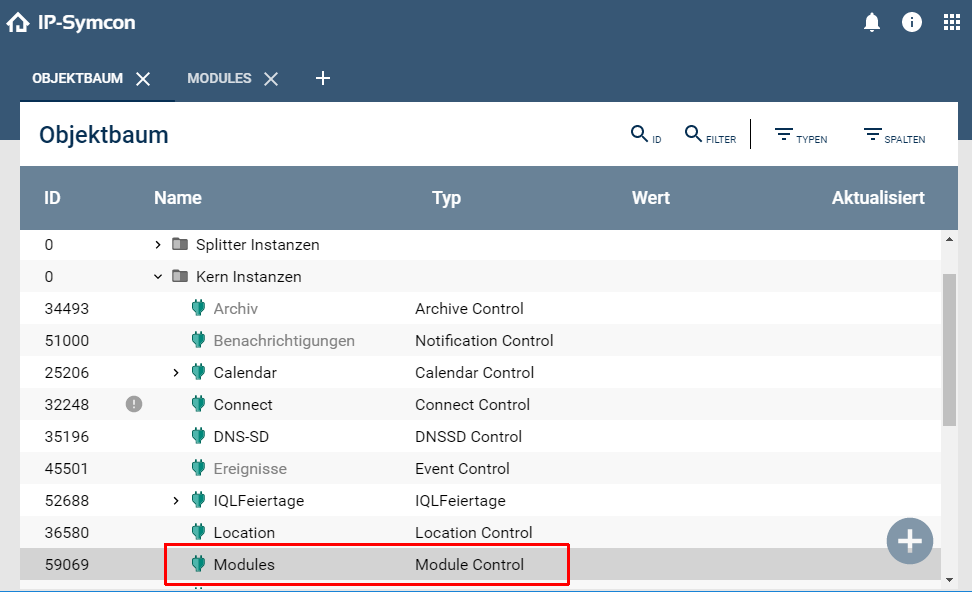 IP-Symcon
OBJEKTBAUM MODULES
Objektbaum ID FILTER TYPEN SPALTEN
ID Name Typ Wert Aktualisiert
0 Splitter Instanzen
0 Kern Instanzen
34493 Archiv Archive Control
51000 Benachrichtigungen Notification Control
25206 Calendar Calendar Control
32248 Connect Connect Control
35196 DNS-SD DNSSD Control
45501 Ereignisse Event Control
52688 IQLFeiertage IQLFeiertage
36580 Location Location Control
59069 Modules Module Control